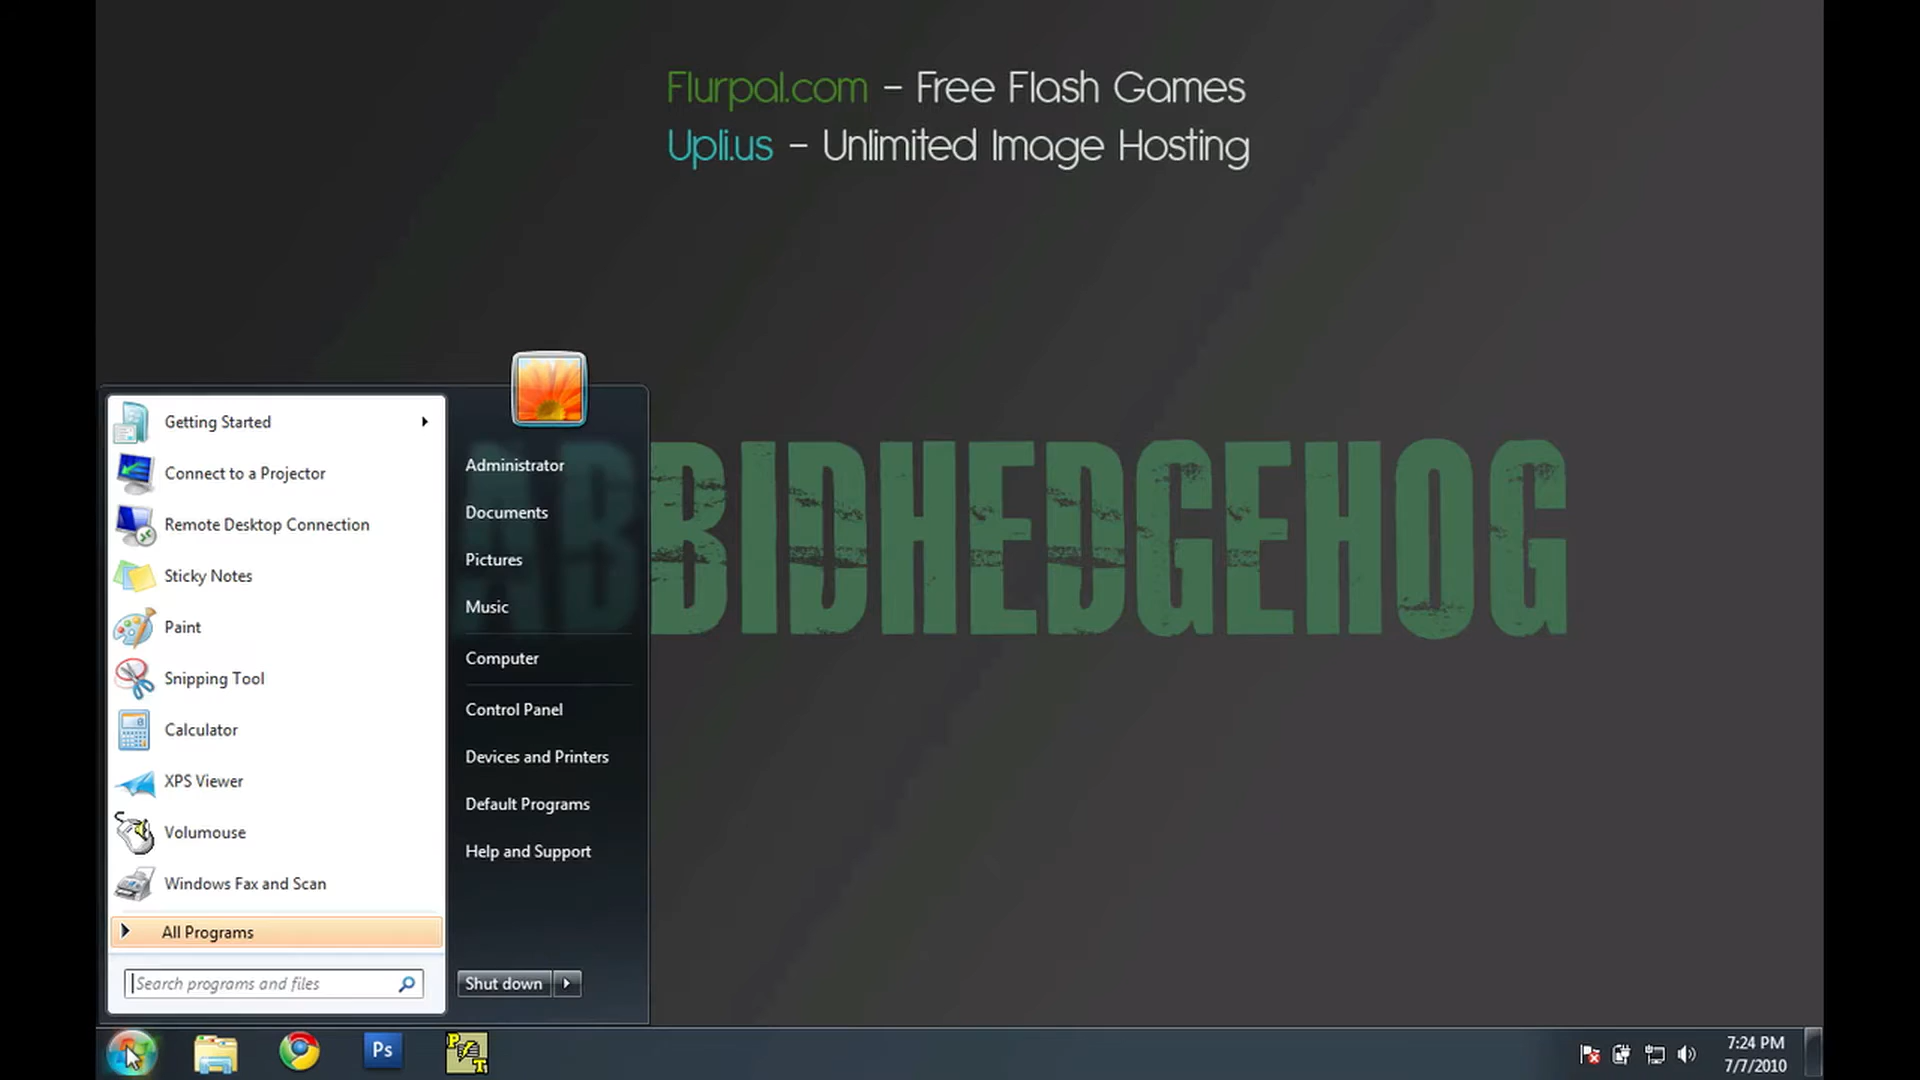 Flurpal.com - Free Flash Games
Upli.us - Unlimited Image Hosting
ABBIDHEDGEHOG
Getting Started
Connect to a Projector
Remote Desktop Connection
Sticky Notes
Paint
Snipping Tool
Calculator
XPS Viewer
Volumouse
Windows Fax and Scan
All Programs
Search programs and files
Administrator
Documents
Pictures
Music
Computer
Control Panel
Devices and Printers
Default Programs
Help and Support
Shut down
Ps
P
T
7:24 PM
7/7/2010